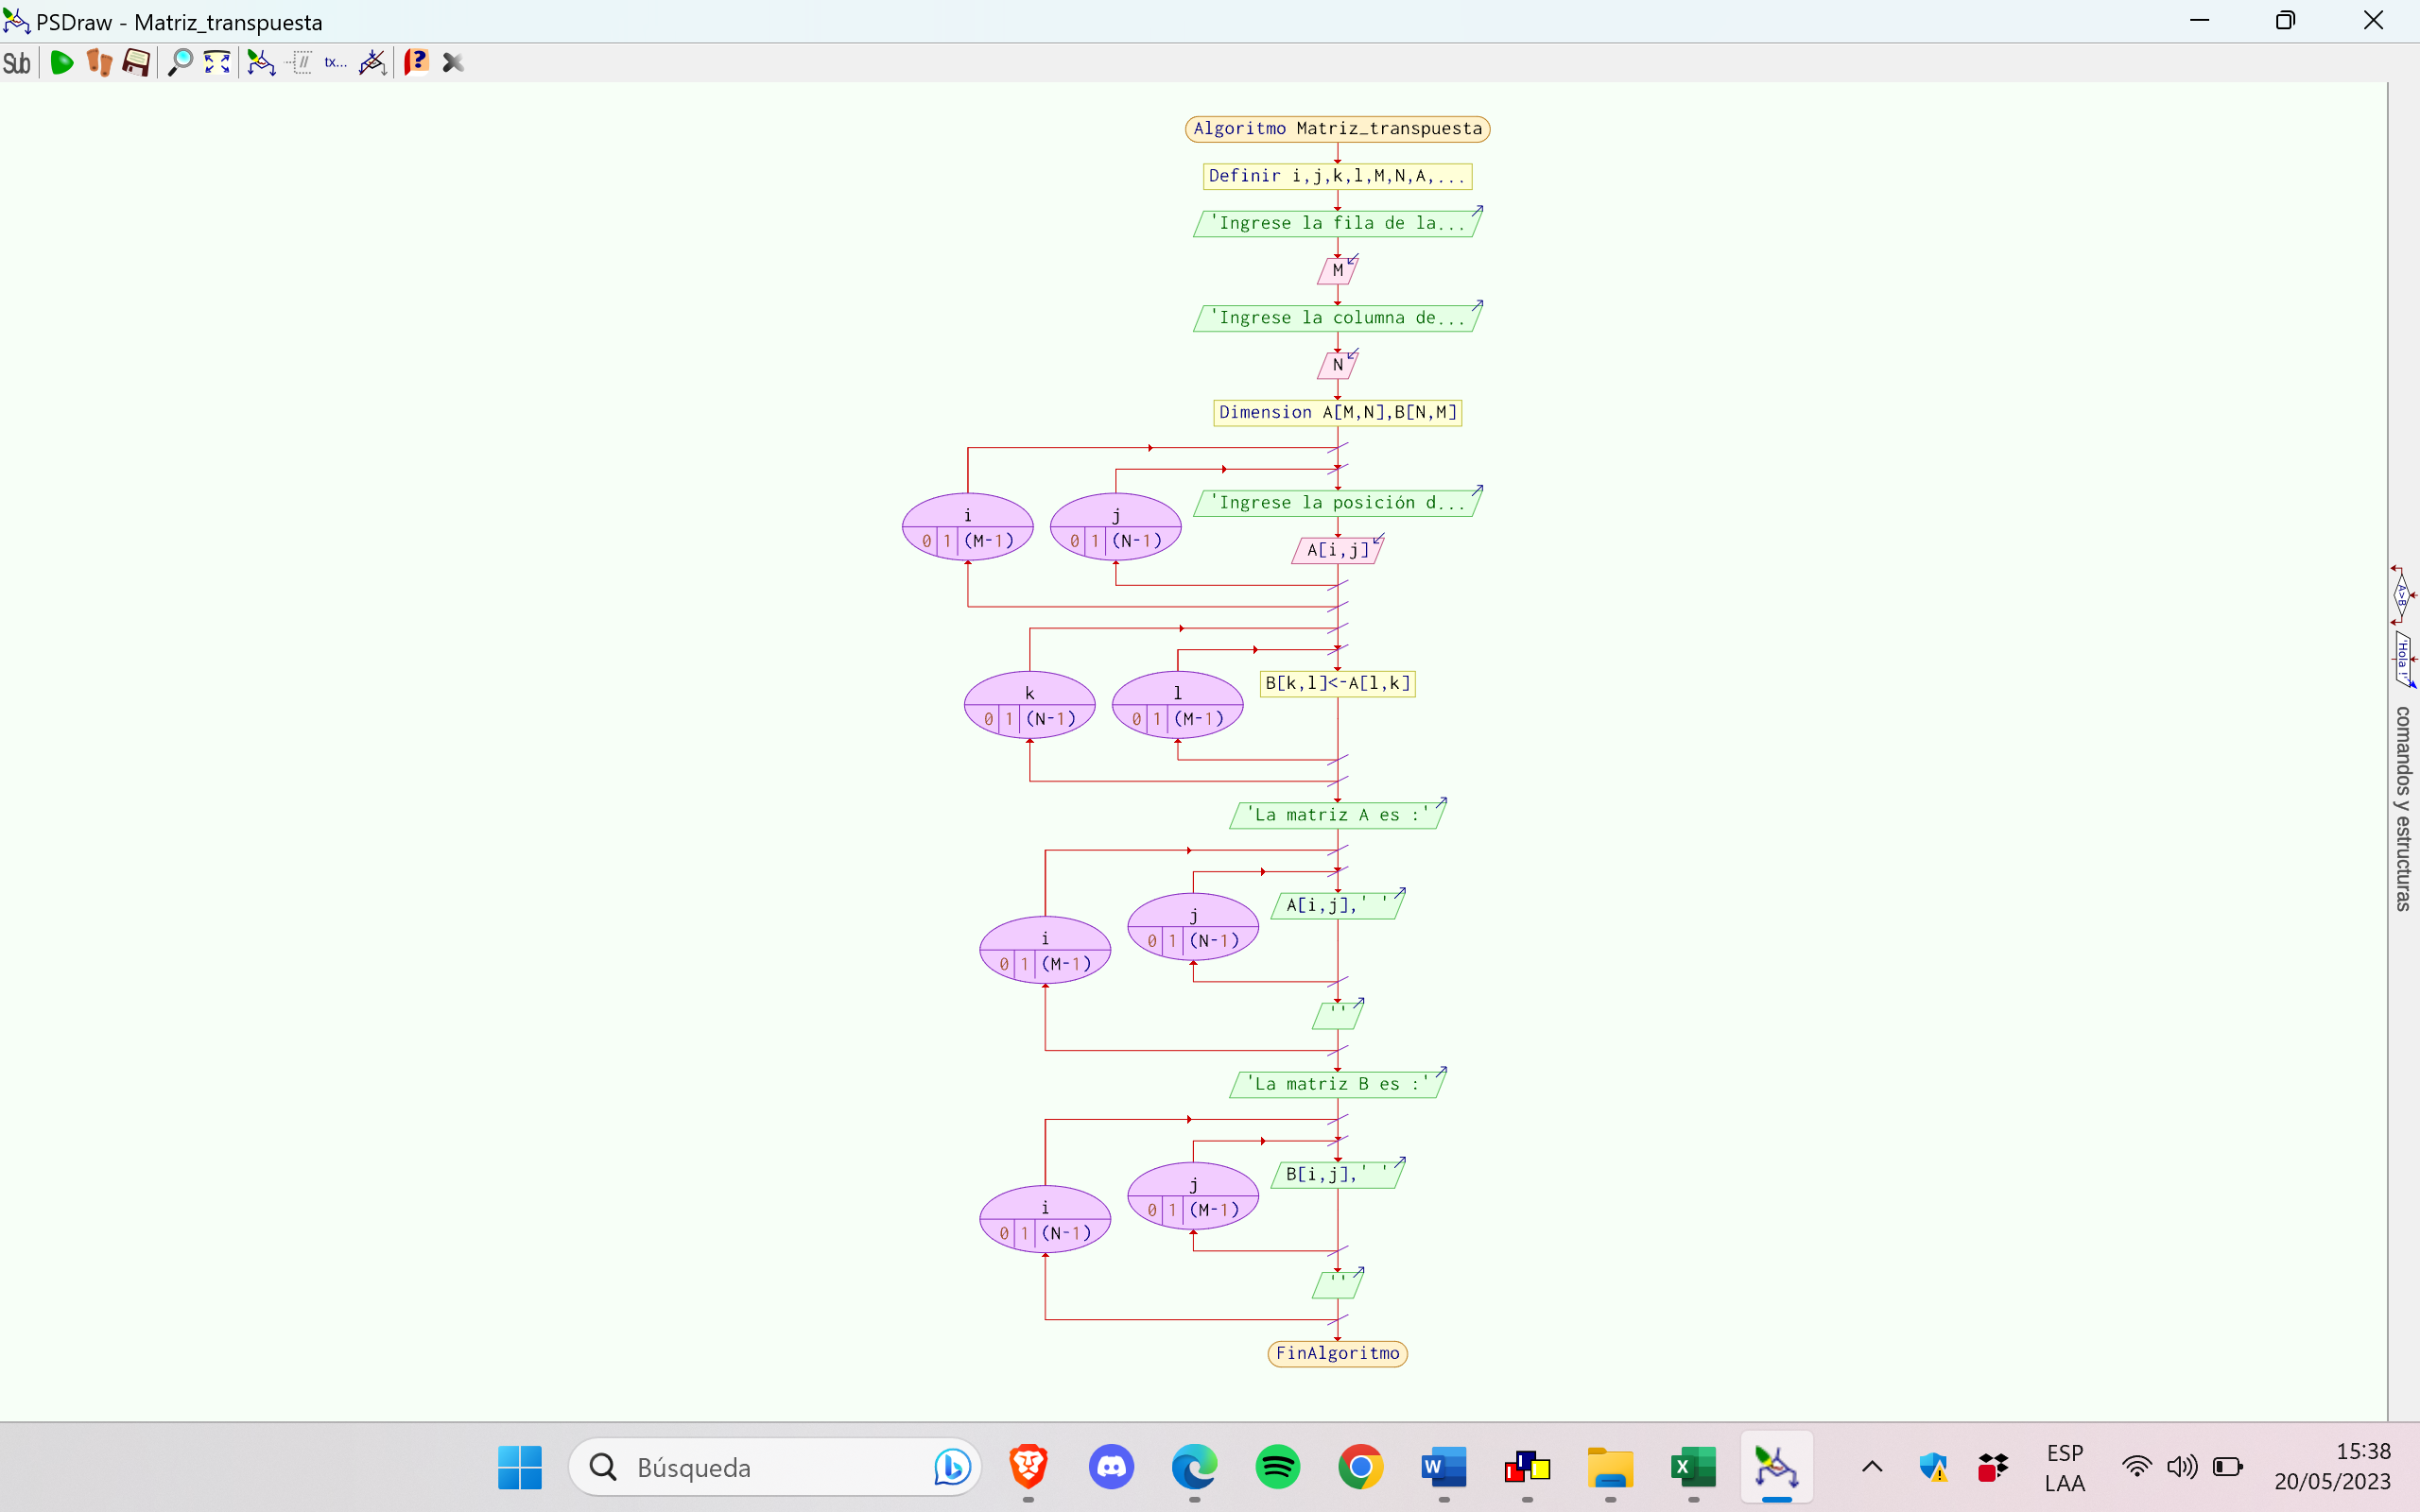 PSDraw - Matriz_transpuesta
Sub
tx...
Algoritmo Matriz_transpuesta
Definir i,j,k,l,M,N,A,...
'Ingrese la fila de la...
M
'Ingrese la columna de...
N
Dimension A[M,N],B[N,M]
i
0 1 (M-1)
j
0 1 (N-1)
'Ingrese la posición d...
A[i,j]
k
0 1 (N-1)
l
0 1 (M-1)
B[k,l]<-A[l,k]
'La matriz A es :'
i
0 1 (M-1)
j
0 1 (N-1)
A[i,j],' '
''
'La matriz B es :'
i
0 1 (N-1)
j
0 1 (M-1)
B[i,j],' '
''
FinAlgoritmo
A>B
'Hola !'
comandos y estructuras
Búsqueda
W
X
ESP
LAA
15:38
20/05/2023